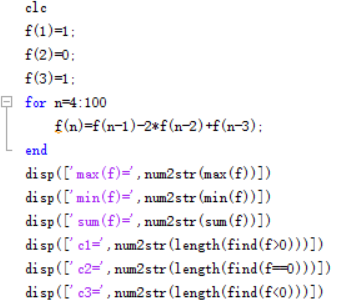 clc
f(1)=1;
f(2)=0;
f(3)=1;
for n=4:100
f(n)=f(n-1)-2*f(n-2)+f(n-3);
end
disp(['max(f)=',num2str(max(f))])
disp(['min(f)=',num2str(min(f))])
disp(['sum(f)=',num2str(sum(f))])
disp(['c1=',num2str(length(find(f>0)))])
disp(['c2=',num2str(length(find(f==0)))])
disp(['c3=',num2str(length(find(f<0)))])